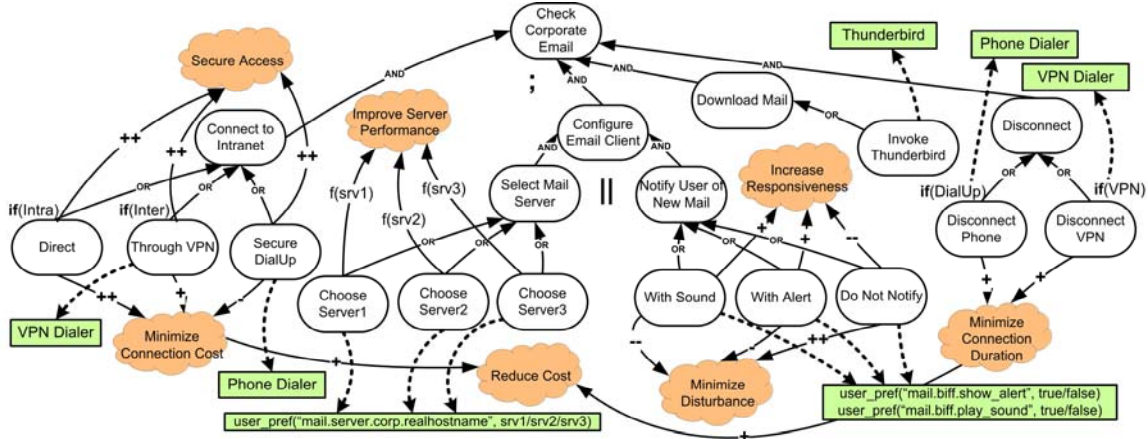 Check
Corporate
Email
Thunderbird
Phone Dialer
VPN Dialer
Secure Access
AND
AND
AND
AND
;
Download Mail
Improve Server
Performance
Connect to
Intranet
Configure
Email Client
OR
Invoke
Thunderbird
Disconnect
++
++
++
AND
AND
Increase
Responsiveness
f(srv1)
f(srv2)
f(srv3)
Select Mail
Server
||
Notify User of
New Mail
OR
OR
OR
OR
OR
if(Intra)
if(Inter)
if(DialUp)
if(VPN)
Direct
Through VPN
Secure
DialUp
OR
OR
OR
OR
OR
OR
+
+
--
Disconnect
Phone
Disconnect
VPN
Choose
Server1
Choose
Server2
Choose
Server3
With Sound
With Alert
Do Not Notify
++
+
-
+
+
VPN Dialer
Minimize
Connection Cost
Minimize
Connection
Duration
--
-
++
+
Reduce Cost
Phone Dialer
Minimize
Disturbance
user_pref("mail.biff.show_alert", true/false)
user_pref("mail.biff.play_sound", true/false)
user_pref("mail.server.corp.realhostname", srv1/srv2/srv3)
+